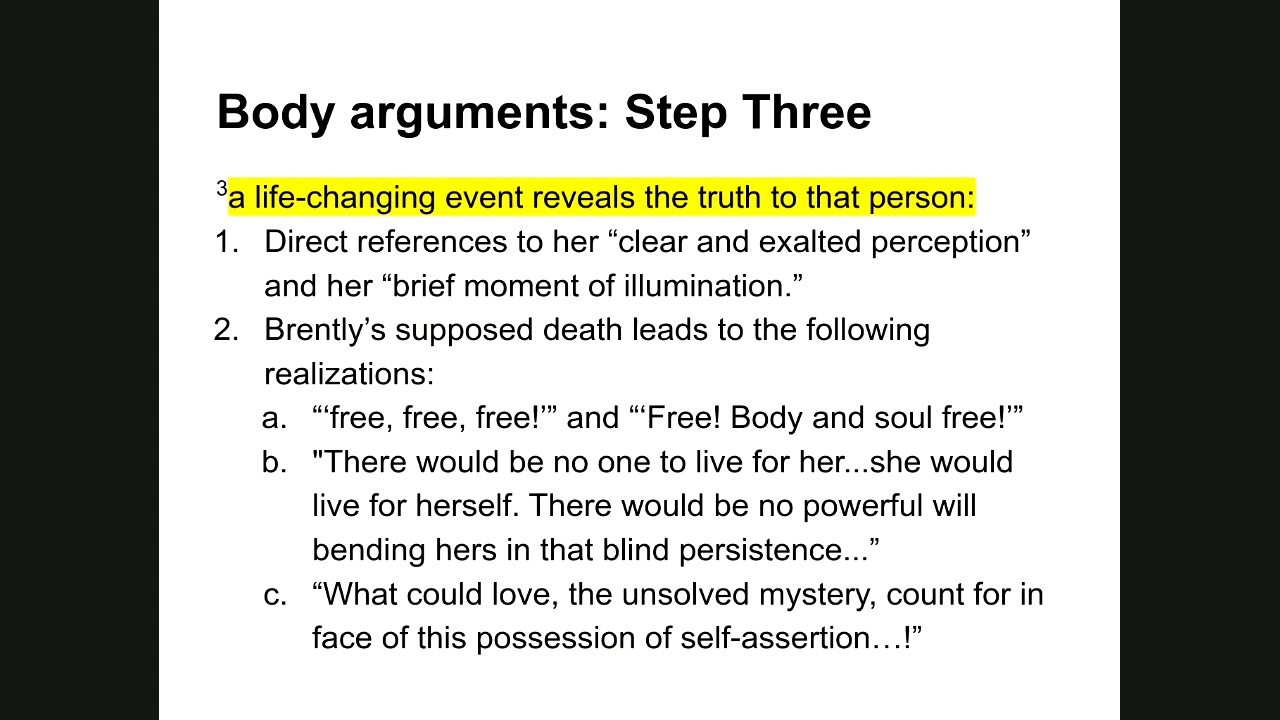 Body arguments: Step Three
³a life-changing event reveals the truth to that person:
1. Direct references to her “clear and exalted perception”
and her “brief moment of illumination.”
2. Brently’s supposed death leads to the following
realizations:
a. “‘free, free, free!’” and “‘Free! Body and soul free!’”
b. "There would be no one to live for her...she would
live for herself. There would be no powerful will
bending hers in that blind persistence...”
c. “What could love, the unsolved mystery, count for in
face of this possession of self-assertion…!”